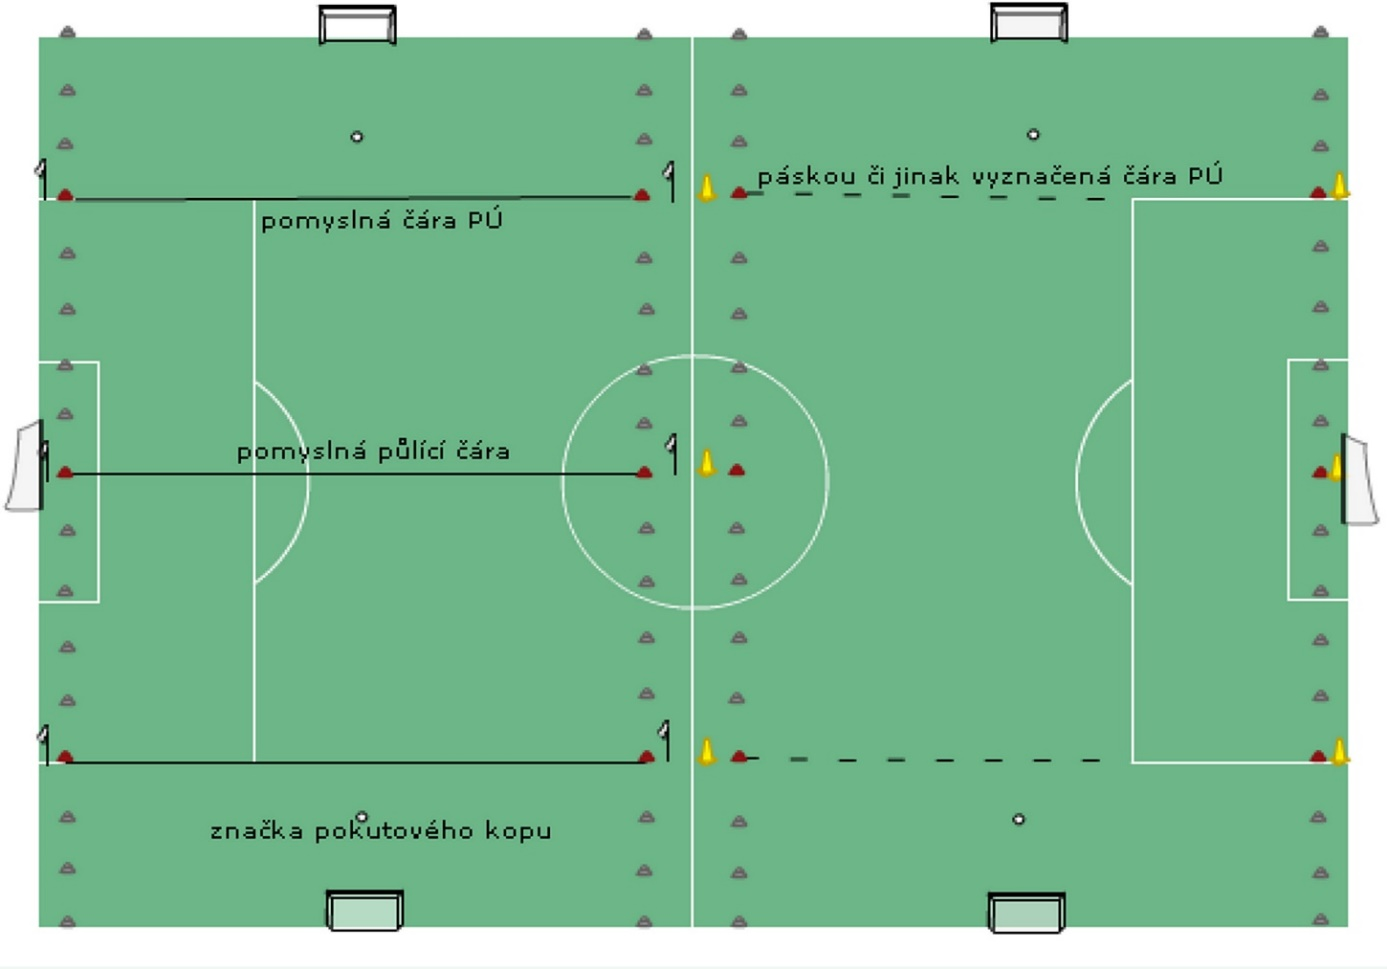 páskou či jinak vyznačená čára PÚ
pomyslná čára PÚ
pomyslná půlící čára
značka pokutového kopu